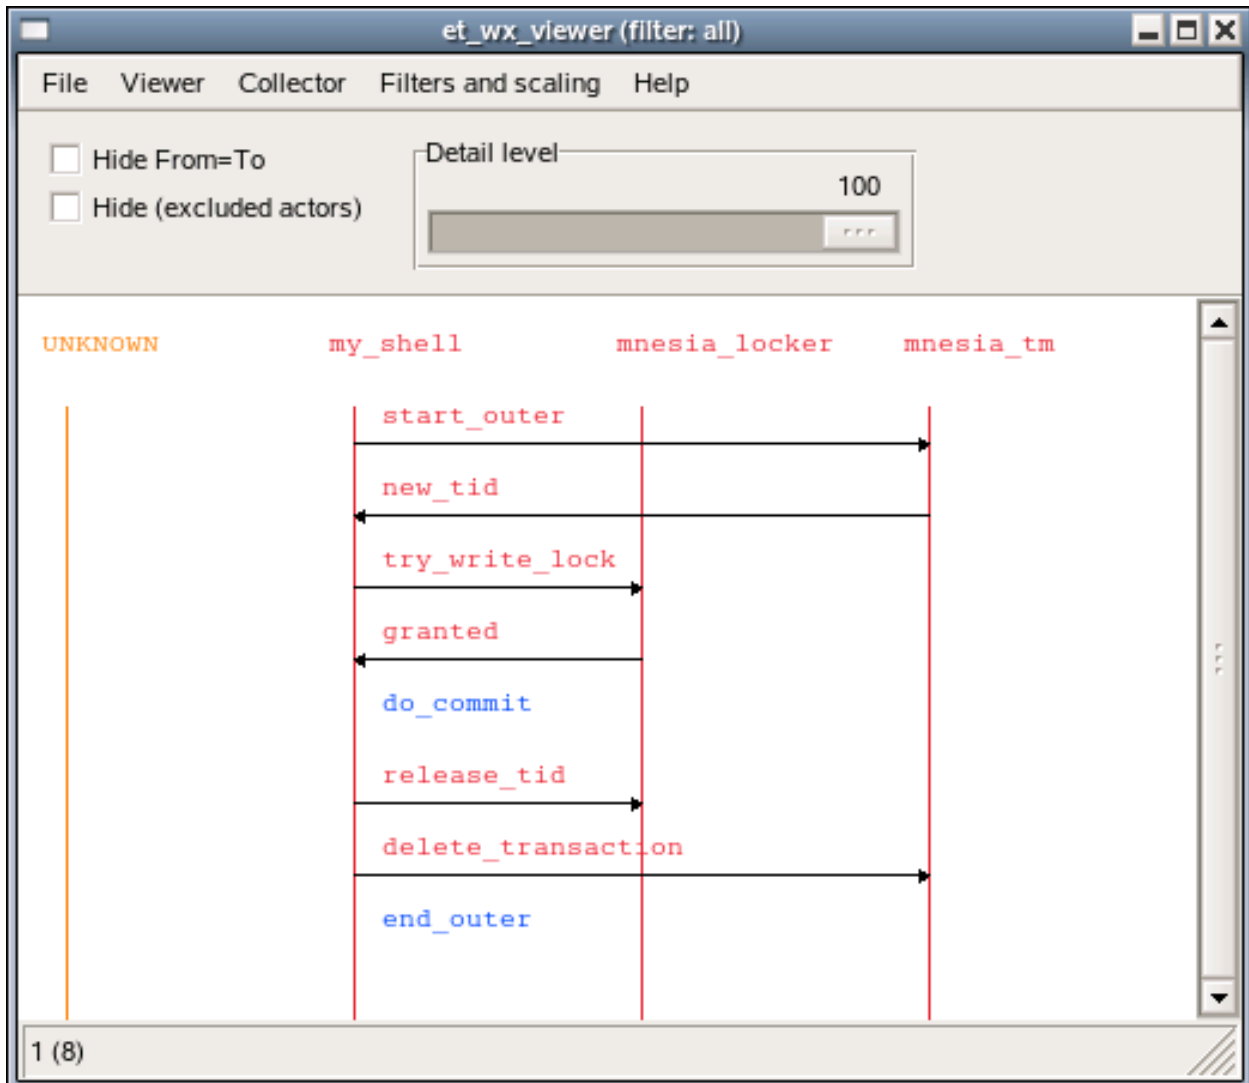 et_wx_viewer (filter: all)
File Viewer Collector Filters and scaling Help
Hide From=To
Hide (excluded actors)
Detail level
100
UNKNOWN my_shell mnesia_locker mnesia_tm
start_outer
new_tid
try_write_lock
granted
do_commit
release_tid
delete_transaction
end_outer
1 (8)